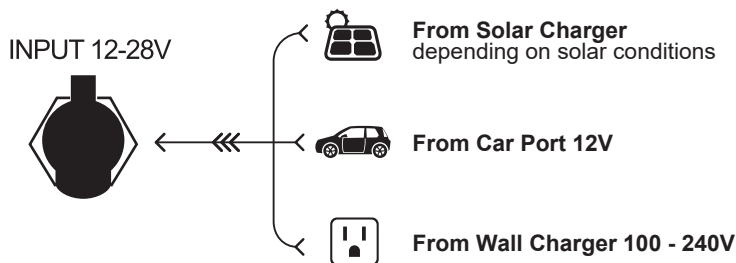 INPUT 12-28V
From Solar Charger
depending on solar conditions
From Car Port 12V
From Wall Charger 100 - 240V